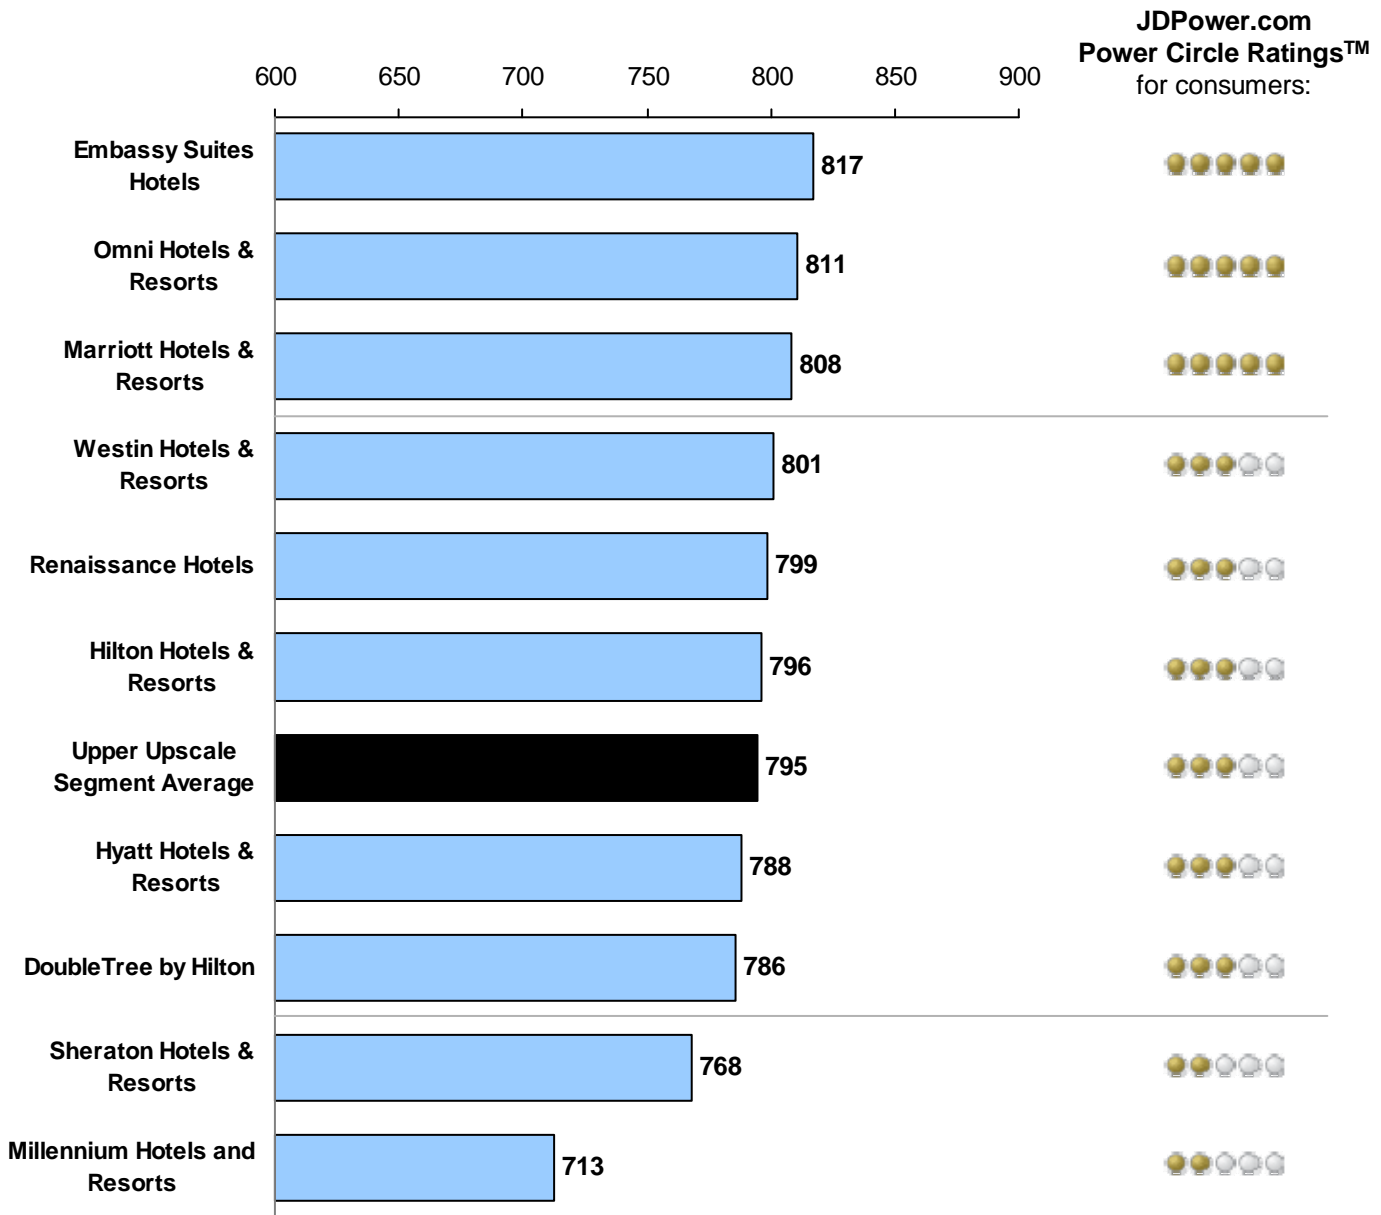 JDPower.com
Power Circle Ratings™
for consumers:
600 650 700 750 800 850 900
Embassy Suites
Hotels
817
Omni Hotels &
Resorts
811
Marriott Hotels &
Resorts
808
Westin Hotels &
Resorts
801
Renaissance Hotels
799
Hilton Hotels &
Resorts
796
Upper Upscale
Segment Average
795
Hyatt Hotels &
Resorts
788
DoubleTree by Hilton
786
Sheraton Hotels &
Resorts
768
Millennium Hotels and
Resorts
713